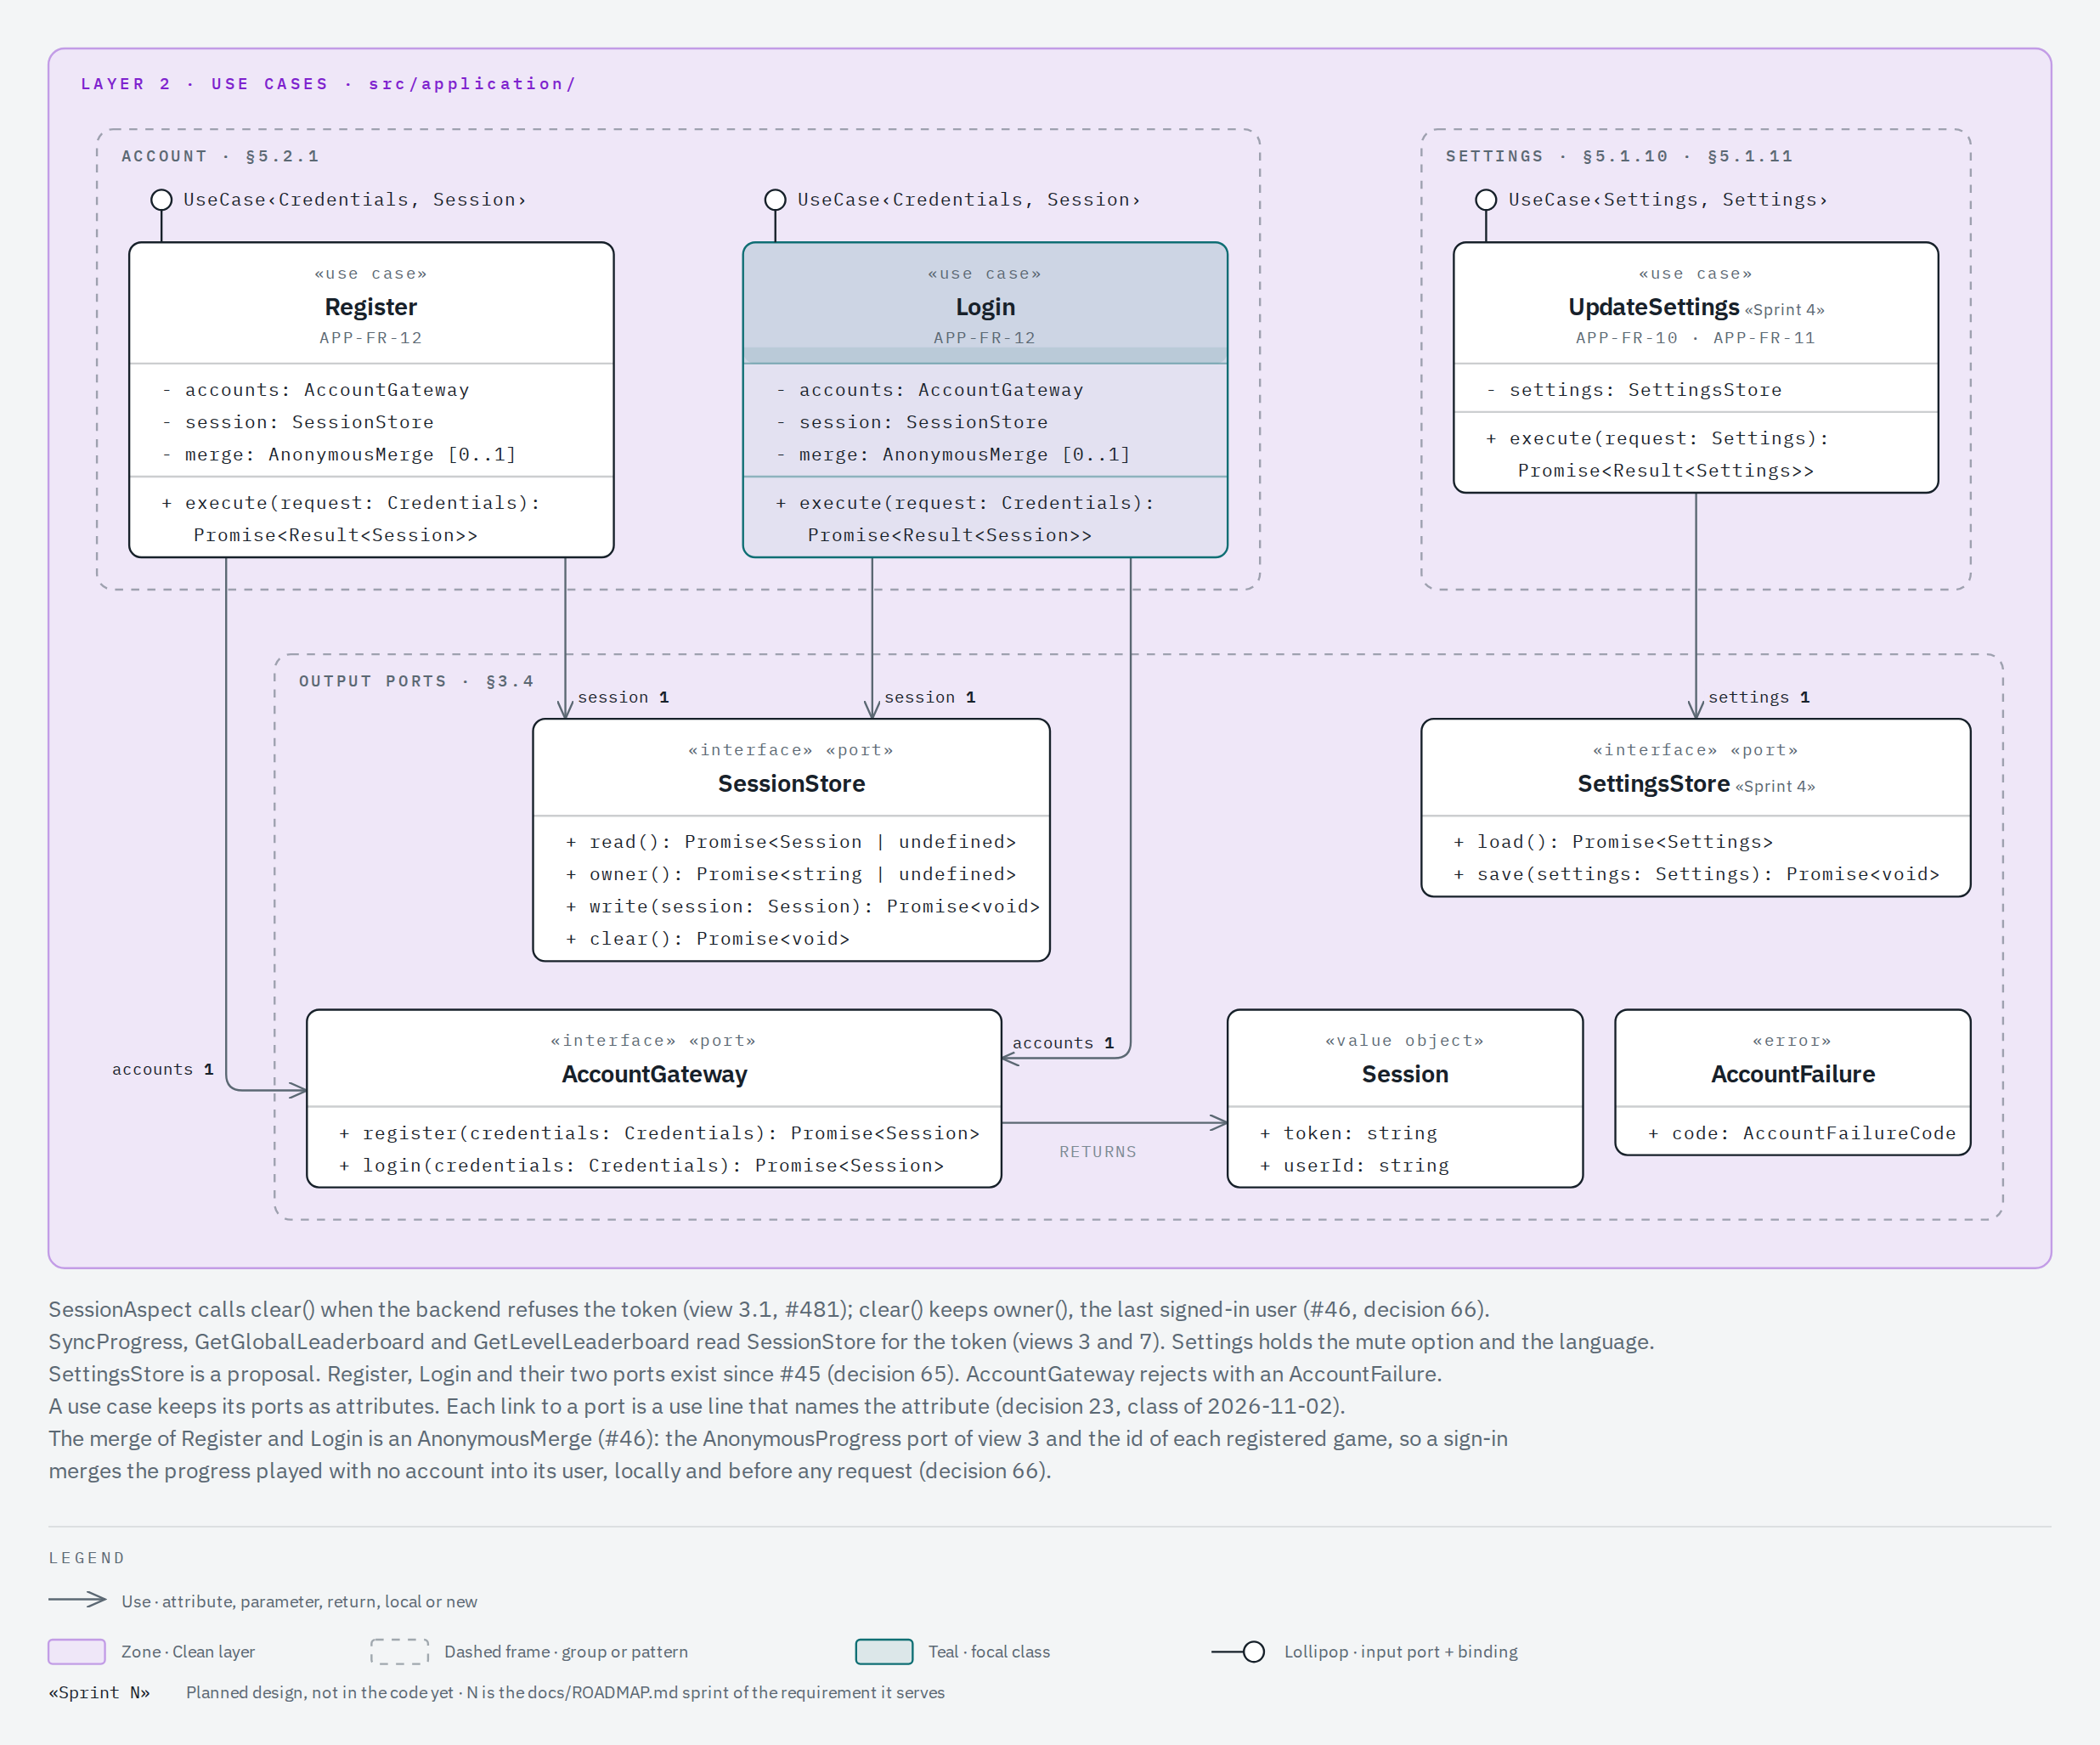 LAYER 2 · USE CASES · src/application/
ACCOUNT · §5.2.1
UseCase‹Credentials, Session›
«use case»
Register
APP-FR-12
- accounts: AccountGateway
- session: SessionStore
- merge: AnonymousMerge [0..1]
+ execute(request: Credentials):
Promise<Result<Session>>
UseCase‹Credentials, Session›
«use case»
Login
APP-FR-12
- accounts: AccountGateway
- session: SessionStore
- merge: AnonymousMerge [0..1]
+ execute(request: Credentials):
Promise<Result<Session>>
SETTINGS · §5.1.10 · §5.1.11
UseCase‹Settings, Settings›
«use case»
UpdateSettings «Sprint 4»
APP-FR-10 · APP-FR-11
- settings: SettingsStore
+ execute(request: Settings):
Promise<Result<Settings>>
OUTPUT PORTS · §3.4
session 1
session 1
settings 1
«interface» «port»
SessionStore
+ read(): Promise<Session | undefined>
+ owner(): Promise<string | undefined>
+ write(session: Session): Promise<void>
+ clear(): Promise<void>
«interface» «port»
SettingsStore «Sprint 4»
+ load(): Promise<Settings>
+ save(settings: Settings): Promise<void>
accounts 1
«interface» «port»
AccountGateway
+ register(credentials: Credentials): Promise<Session>
+ login(credentials: Credentials): Promise<Session>
accounts 1
RETURNS
«value object»
Session
+ token: string
+ userId: string
«error»
AccountFailure
+ code: AccountFailureCode
SessionAspect calls clear() when the backend refuses the token (view 3.1, #481); clear() keeps owner(), the last signed-in user (#46, decision 66).
SyncProgress, GetGlobalLeaderboard and GetLevelLeaderboard read SessionStore for the token (views 3 and 7). Settings holds the mute option and the language.
SettingsStore is a proposal. Register, Login and their two ports exist since #45 (decision 65). AccountGateway rejects with an AccountFailure.
A use case keeps its ports as attributes. Each link to a port is a use line that names the attribute (decision 23, class of 2026-11-02).
The merge of Register and Login is an AnonymousMerge (#46): the AnonymousProgress port of view 3 and the id of each registered game, so a sign-in
merges the progress played with no account into its user, locally and before any request (decision 66).
LEGEND
Use · attribute, parameter, return, local or new
Zone · Clean layer
Dashed frame · group or pattern
Teal · focal class
Lollipop · input port + binding
«Sprint N» Planned design, not in the code yet · N is the docs/ROADMAP.md sprint of the requirement it serves